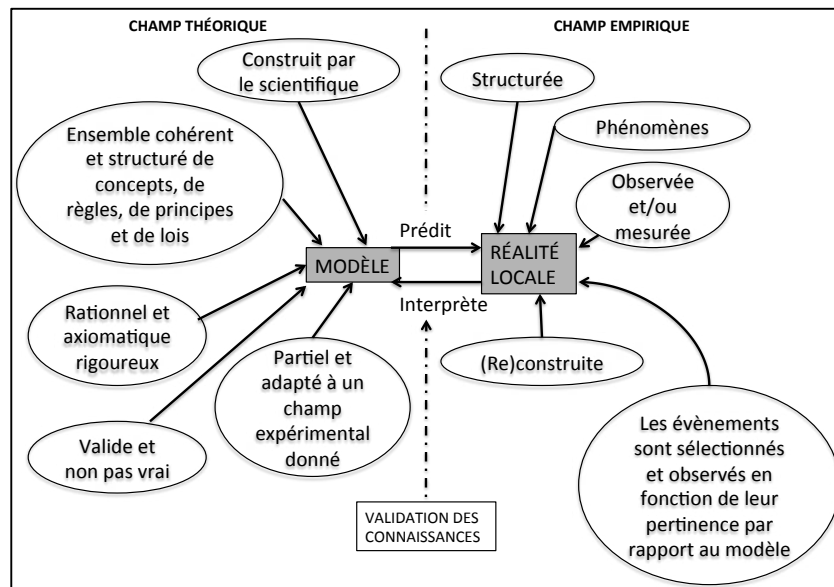 CHAMP THÉORIQUE
CHAMP EMPIRIQUE
Construit par
le scientifique
Structurée
Phénomènes
Ensemble cohérent
et structuré de
concepts, de
règles, de principes
et de lois
Observée
et/ou
mesurée
Prédit
MODÈLE
RÉALITÉ
LOCALE
Interprète
Rationnel et
axiomatique
rigoureux
Partiel et
adapté à un
champ
expérimental
donné
(Re)construite
Valide et
non pas vrai
Les évènements
sont sélectionnés
et observés en
fonction de leur
pertinence par
rapport au modèle
VALIDATION DES
CONNAISSANCES